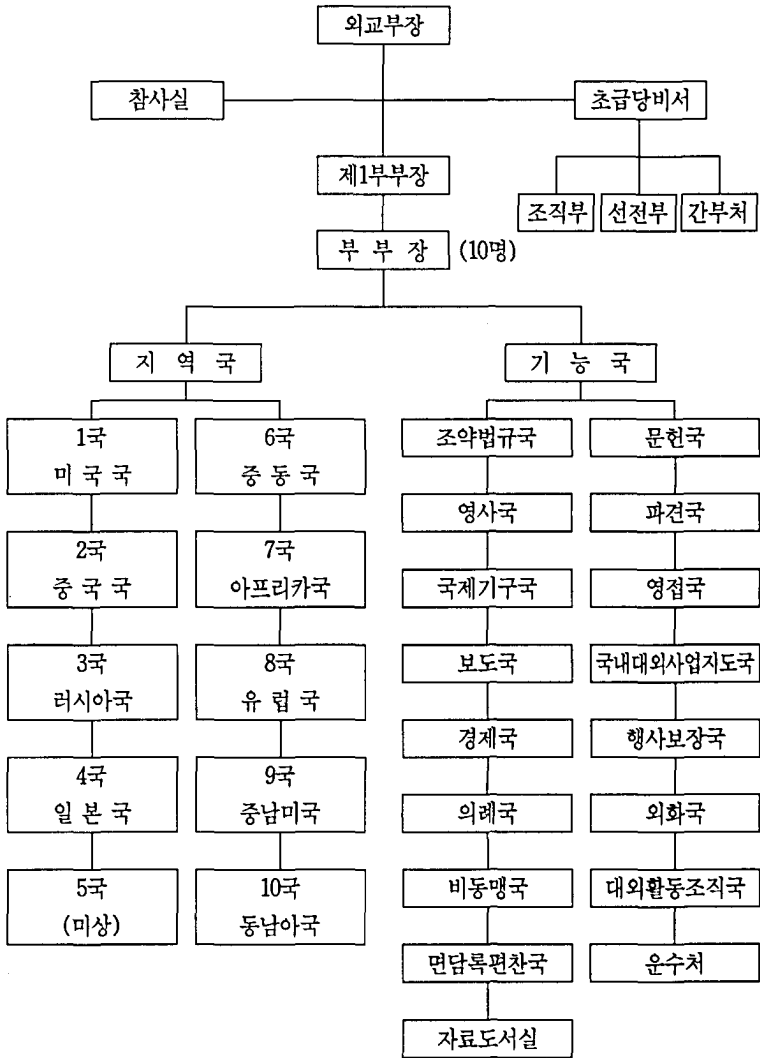 외교부장
참사실
초급당비서
제1부부장
조직부
선전부
간부처
부 부 장 (10명)
지 역 국
기 능 국
1국
미 국 국
2국
중 국 국
3국
러시아국
4국
일 본 국
5국
(미상)
6국
중 동 국
7국
아프리카국
8국
유 럽 국
9국
중남미국
10국
동남아국
조약법규국
영사국
국제기구국
보도국
경제국
의례국
비동맹국
면담록편찬국
자료도서실
문헌국
파견국
영접국
국내대외사업지도국
행사보장국
외화국
대외활동조직국
운수처